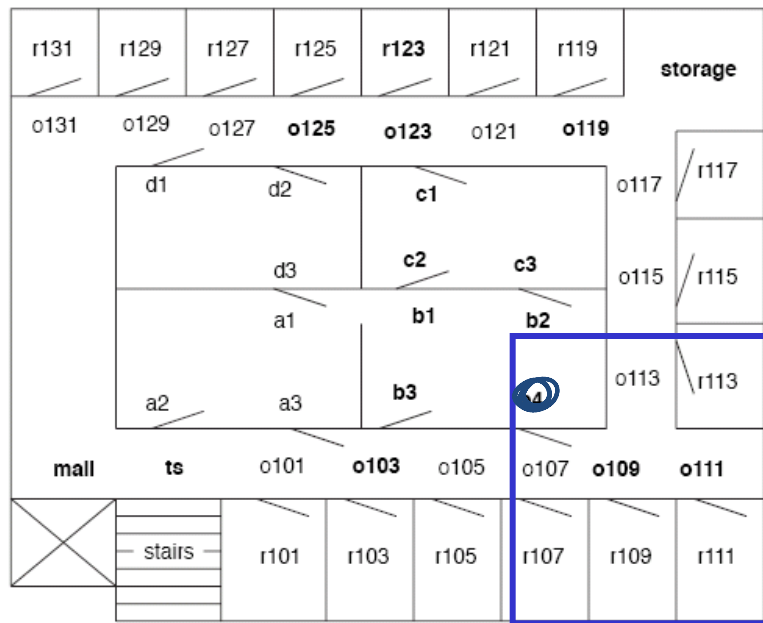 r131 r129 r127 r125 r123 r121 r119
storage
o131 o129 o127 o125 o123 o121 o119
r117
d1 d2 c1 o117
c2 c3
d3 o115 r115
a1 b1 b2
o113 r113
a2 a3 b3
mall ts o101 o103 o105 o107 o109 o111
stairs r101 r103 r105 r107 r109 r111